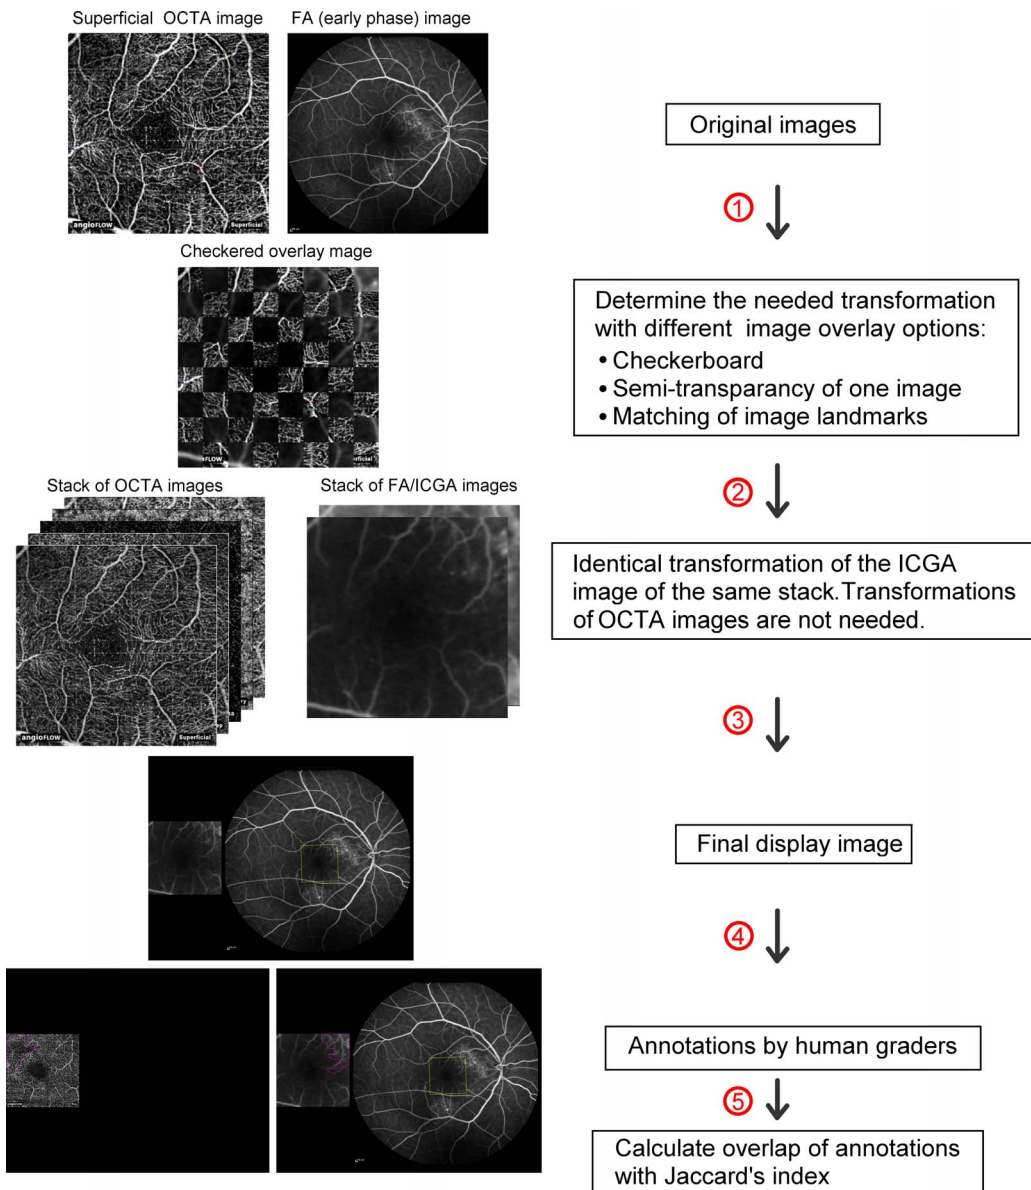 Superficial OCTA image
FA (early phase) image
angioFLOW
Superficial
Original images
1
Checkered overlay mage
Determine the needed transformation
with different image overlay options:
• Checkerboard
• Semi-transparancy of one image
• Matching of image landmarks
FLOW
rficial
2
Stack of OCTA images
Stack of FA/ICGA images
angioFLOW
Superficial
Identical transformation of the ICGA
image of the same stack.Transformations
of OCTA images are not needed.
3
Final display image
4
Annotations by human graders
5
Calculate overlap of annotations
with Jaccard's index